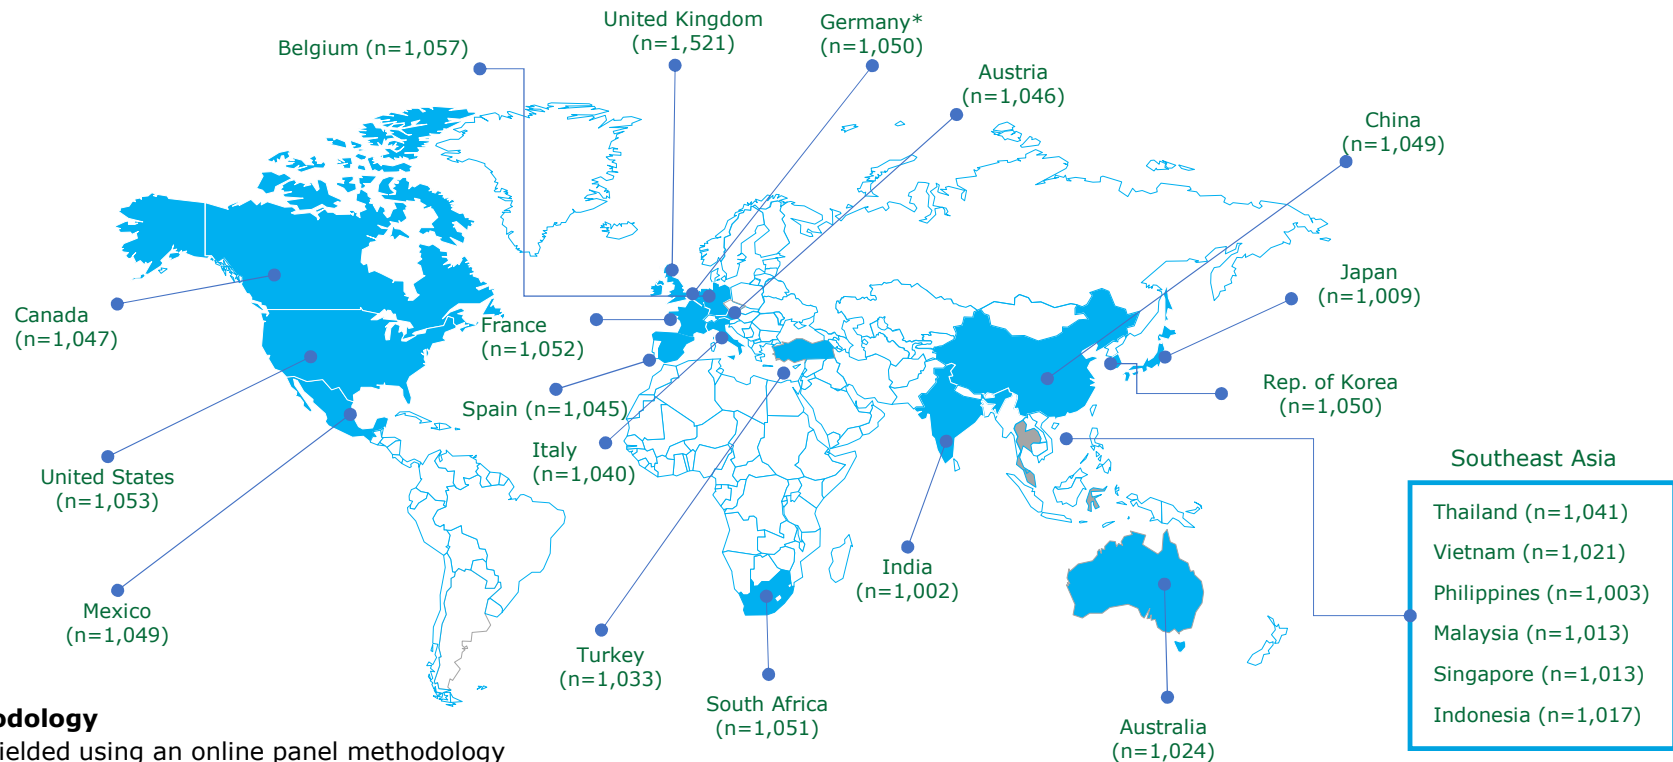 United Kingdom
(n=1,521)
Germany*
(n=1,050)
Belgium (n=1,057)
Austria
(n=1,046)
China
(n=1,049)
Japan
(n=1,009)
Canada
(n=1,047)
France
(n=1,052)
Rep. of Korea
(n=1,050)
Spain (n=1,045)
Italy
(n=1,040)
United States
(n=1,053)
Southeast Asia
Thailand (n=1,041)
Vietnam (n=1,021)
Philippines (n=1,003)
Malaysia (n=1,013)
Singapore (n=1,013)
Indonesia (n=1,017)
India
(n=1,002)
Mexico
(n=1,049)
Turkey
(n=1,033)
South Africa
(n=1,051)
Australia
(n=1,024)
odology
ielded using an online panel methodology